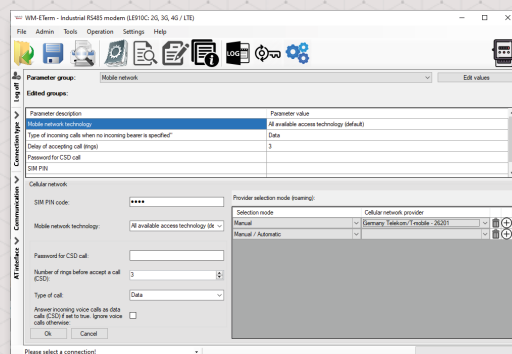 WM-ETerm - Industrial RS485 modem (LE910C: 2G, 3G, 4G / LTE)
File Admin Tools Operation Settings Help
LOG
Log off
Parameter group: Mobile network Edit values
Edited groups:
Connection type
Parameter description Parameter value
Mobile network technology All available access technology (default)
Type of incoming calls when no incoming bearer is specified" Data
Delay of accepting call (rings) 3
Password for CSD call
SIM PIN
Communication
Cellular network
SIM PIN code: ●●●●
Provider selection mode (roaming):
Selection mode Cellular network provider
Manual Germany Telekom/T-mobile - 26201
Mobile network technology: All available access technology (de
Manual / Automatic
AT interface
Password for CSD call:
Number of rings before accept a call
(CSD): 3
Type of call: Data
Answer incoming voice calls as data
calls (CSD) if set to true. Ignore voice
calls otherwise:
Ok Cancel
Please select a connection!